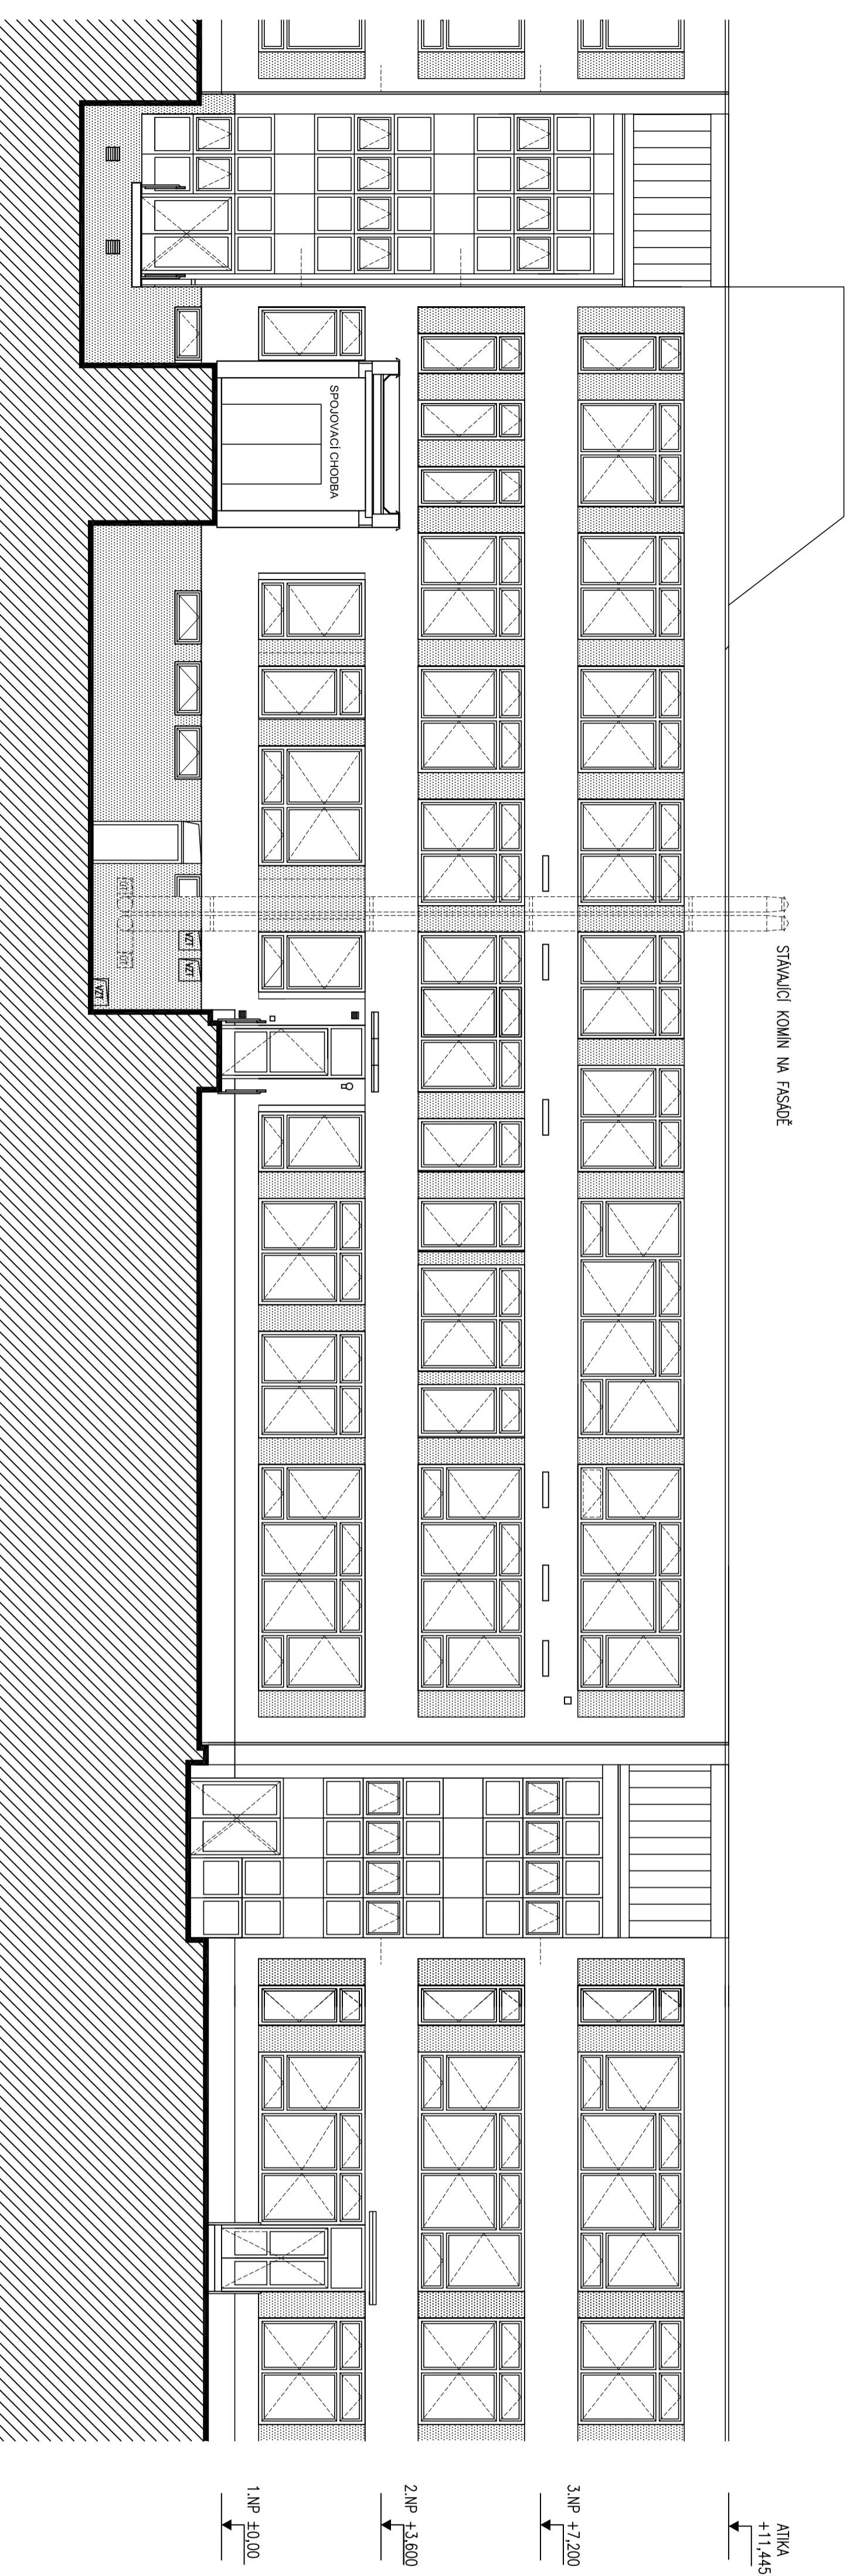 STÁVAJÍCÍ KOMÍN NA FASÁDĚ
ATIKA
+11,445
3.NP +7,200
2.NP +3,600
1.NP ±0,00
SPOJOVACÍ CHODBA
VZT
VZT
VZT